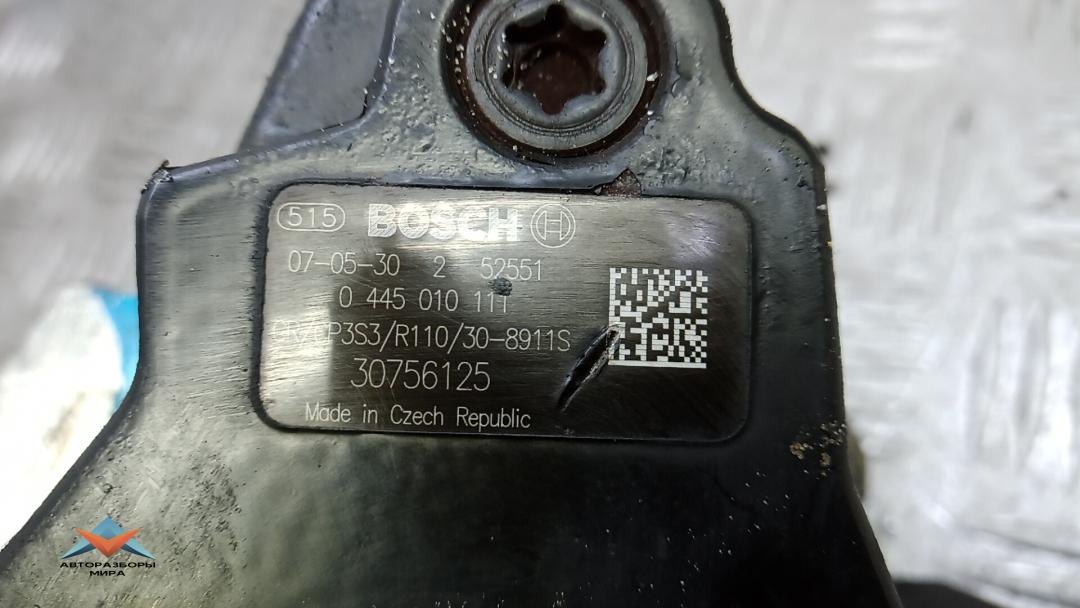 515 BOSCH
07-05-30 2 52551
0 445 010 111
CR/CP3S3/R110/30-8911S
30756125
Made in Czech Republic
АВТОРАЗБОРЫ
МИРА